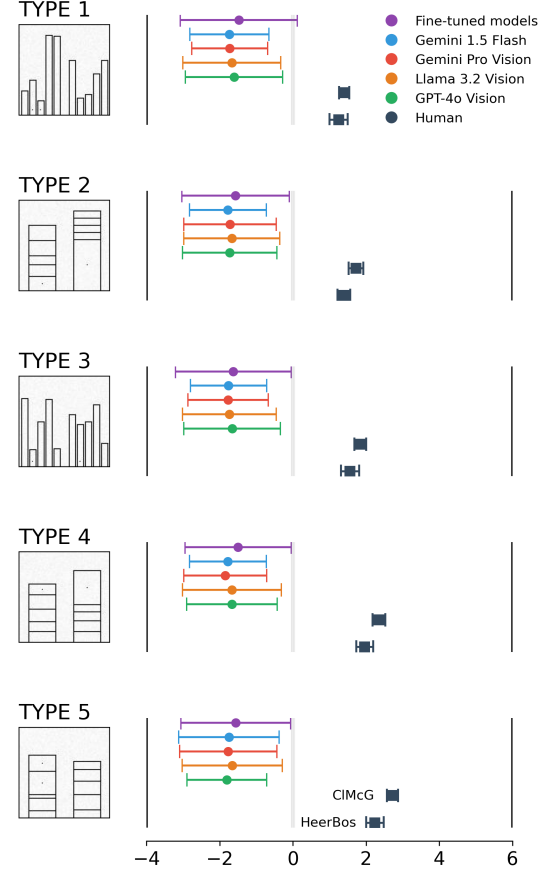 TYPE 1
Fine-tuned models
Gemini 1.5 Flash
Gemini Pro Vision
Llama 3.2 Vision
GPT-4o Vision
Human
TYPE 2
TYPE 3
TYPE 4
TYPE 5
ClMcG
HeerBos
−4 −2 0 2 4 6